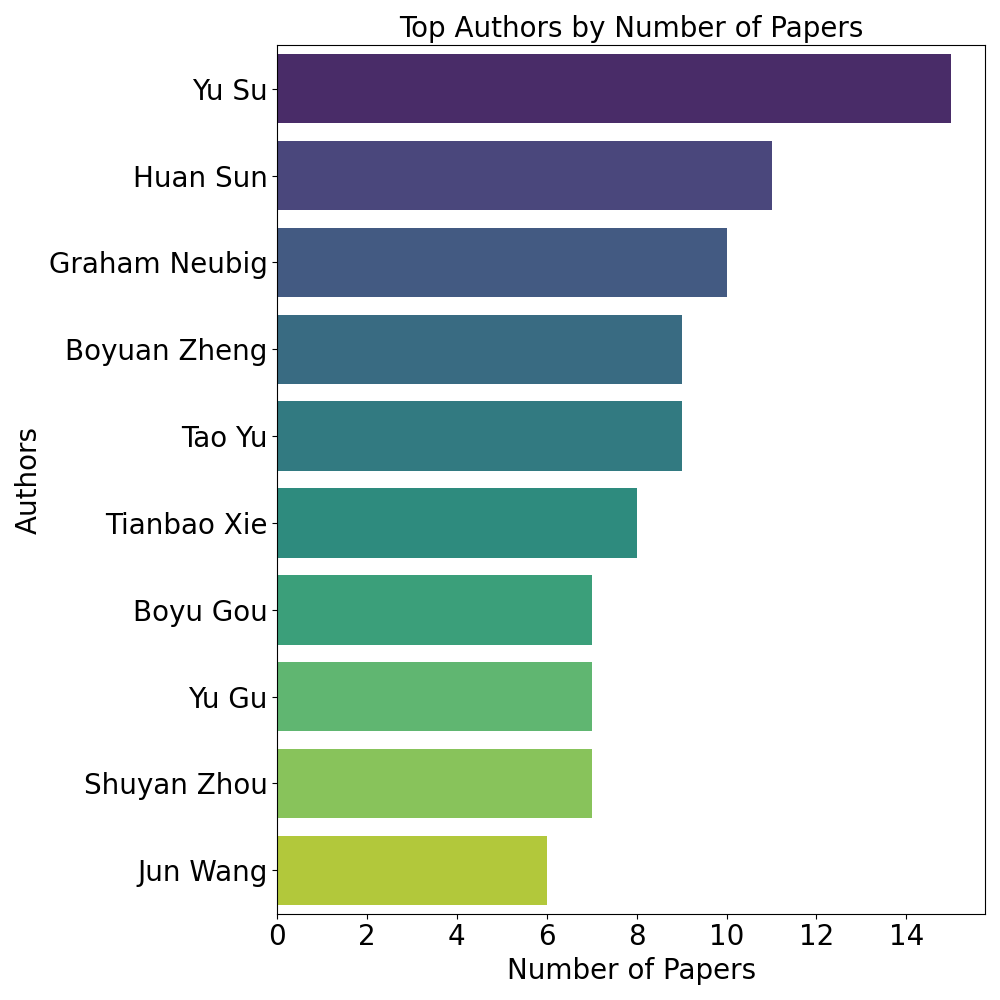 Top Authors by Number of Papers
Yu Su
Huan Sun
Graham Neubig
Boyuan Zheng
Tao Yu
Tianbao Xie
Boyu Gou
Yu Gu
Shuyan Zhou
Jun Wang
Authors
0 2 4 6 8 10 12 14
Number of Papers